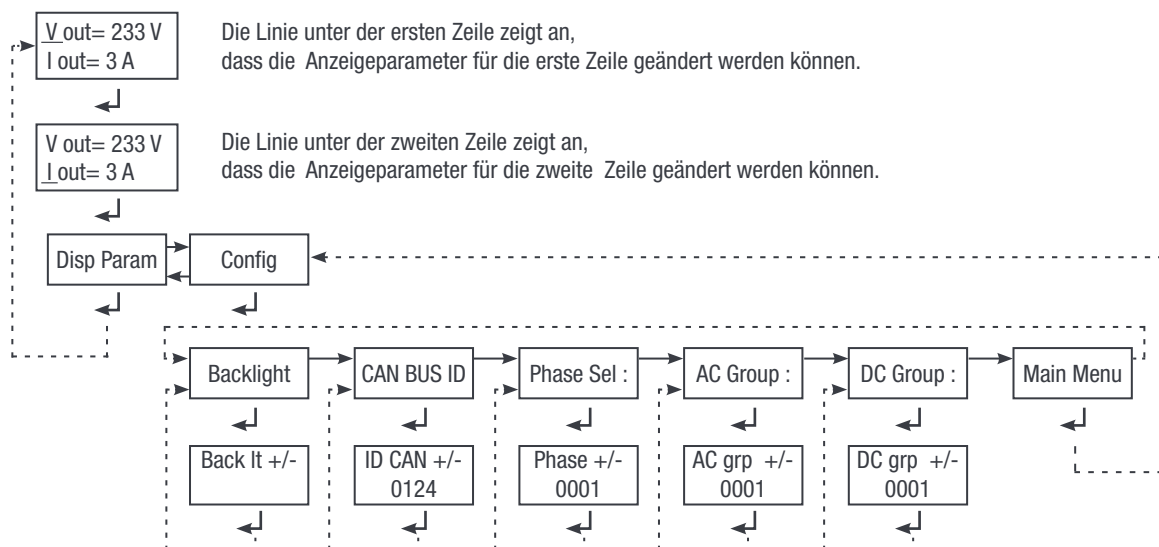 V out= 233 V
I out= 3 A
Die Linie unter der ersten Zeile zeigt an,
dass die Anzeigeparameter für die erste Zeile geändert werden können.
V out= 233 V
I out= 3 A
Die Linie unter der zweiten Zeile zeigt an,
dass die Anzeigeparameter für die zweite Zeile geändert werden können.
Disp Param
Config
Backlight
CAN BUS ID
Phase Sel :
AC Group :
DC Group :
Main Menu
Back lt +/-
ID CAN +/-
0124
Phase +/-
0001
AC grp +/-
0001
DC grp +/-
0001